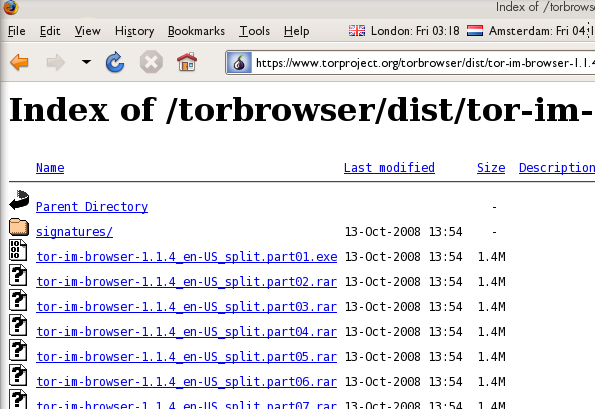 Index of /torbrowse
File Edit View History Bookmarks Tools Help London: Fri 03:18 Amsterdam: Fri 04:1
https://www.torproject.org/torbrowser/dist/tor-im-browser-1.1.4
Index of /torbrowser/dist/tor-im-
Name Last modified Size Description
Parent Directory -
signatures/ 13-Oct-2008 13:54 -
tor-im-browser-1.1.4_en-US_split.part01.exe 13-Oct-2008 13:54 1.4M
tor-im-browser-1.1.4_en-US_split.part02.rar 13-Oct-2008 13:54 1.4M
tor-im-browser-1.1.4_en-US_split.part03.rar 13-Oct-2008 13:54 1.4M
tor-im-browser-1.1.4_en-US_split.part04.rar 13-Oct-2008 13:54 1.4M
tor-im-browser-1.1.4_en-US_split.part05.rar 13-Oct-2008 13:54 1.4M
tor-im-browser-1.1.4_en-US_split.part06.rar 13-Oct-2008 13:54 1.4M
tor-im-browser-1.1.4_en-US_split.part07.rar 13-Oct-2008 13:54 1.4M